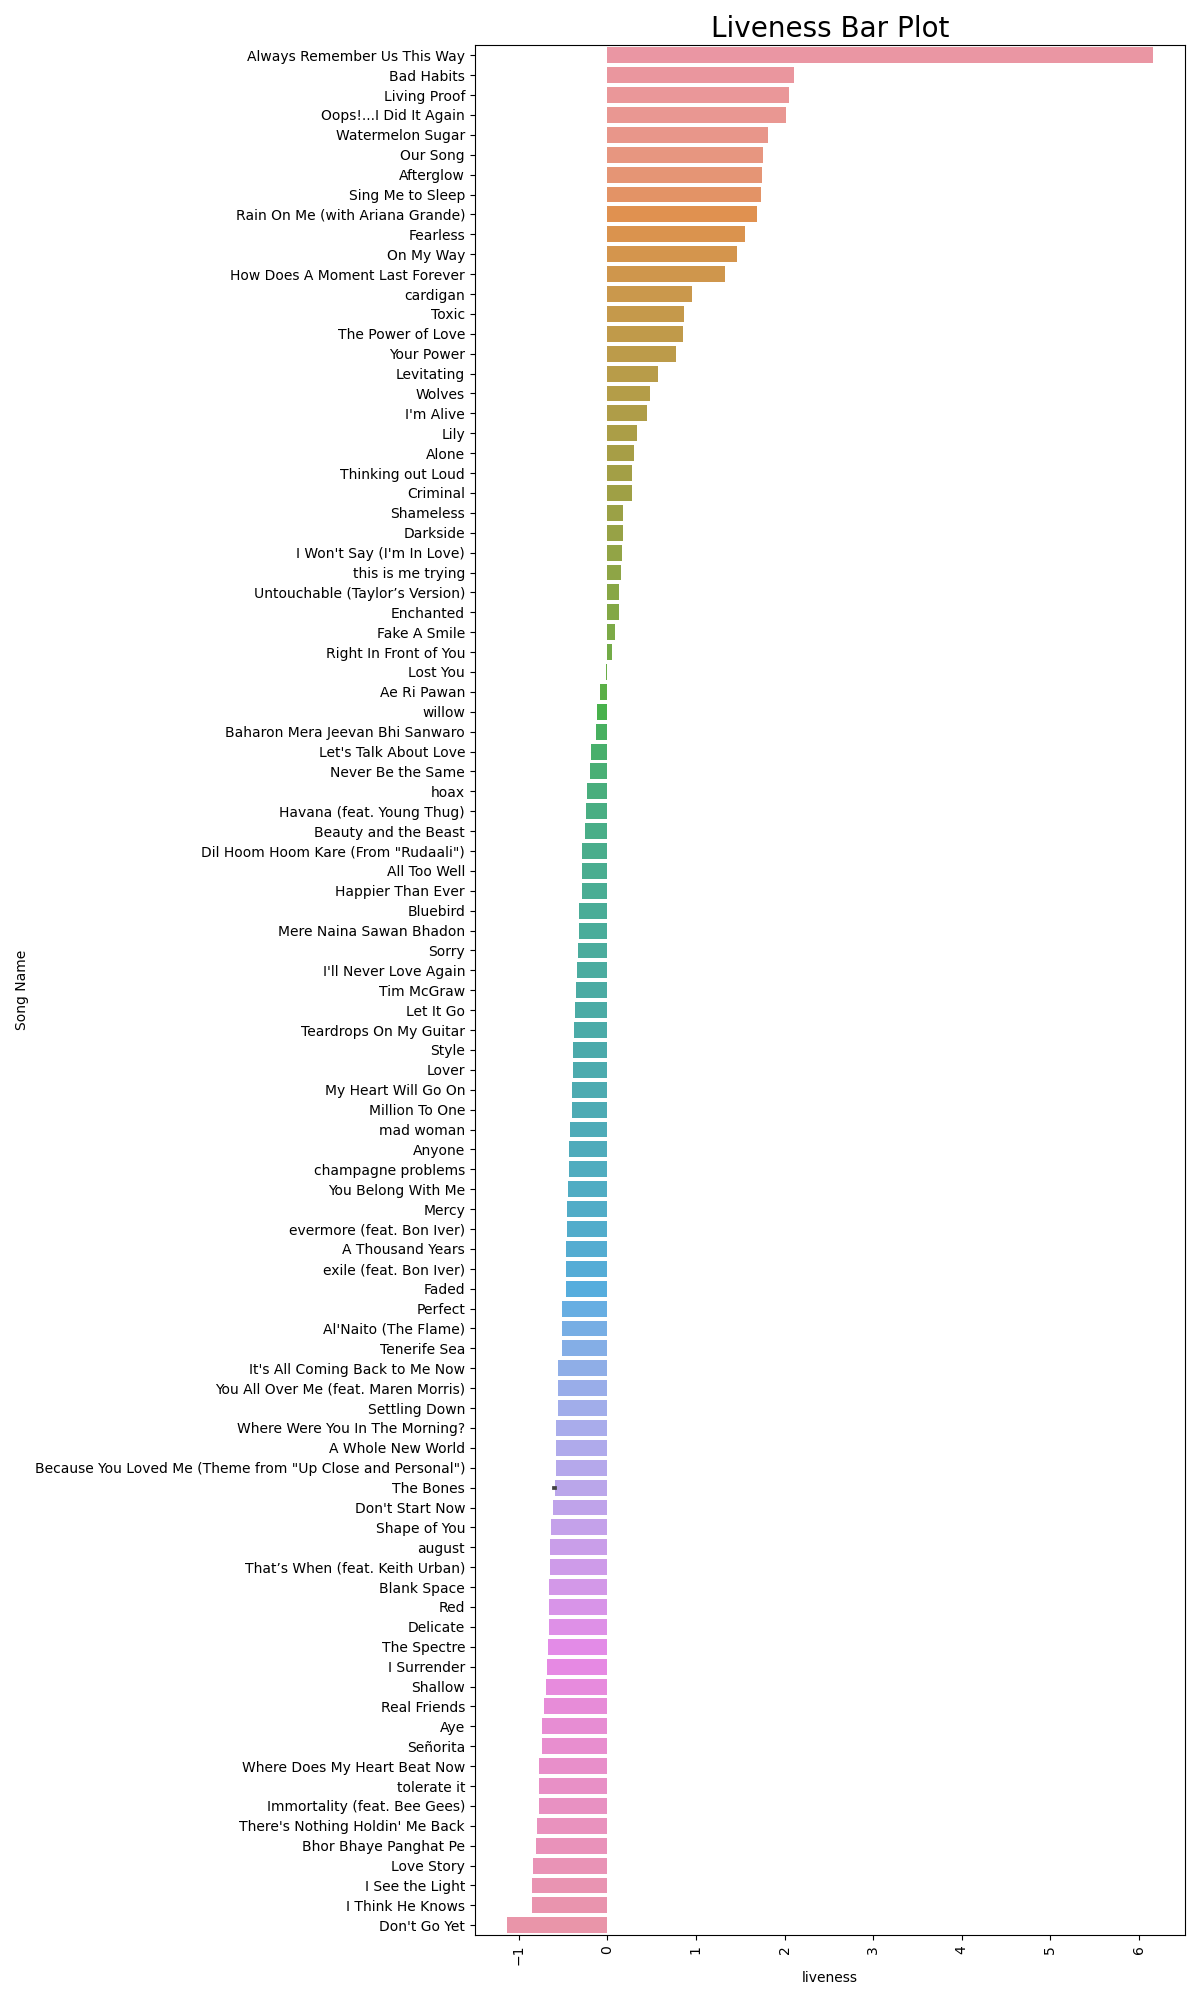 Liveness Bar Plot
Always Remember Us This Way
Bad Habits
Living Proof
Oops!...I Did It Again
Watermelon Sugar
Our Song
Afterglow
Sing Me to Sleep
Rain On Me (with Ariana Grande)
Fearless
On My Way
How Does A Moment Last Forever
cardigan
Toxic
The Power of Love
Your Power
Levitating
Wolves
I'm Alive
Lily
Alone
Thinking out Loud
Criminal
Shameless
Darkside
I Won't Say (I'm In Love)
this is me trying
Untouchable (Taylor’s Version)
Enchanted
Fake A Smile
Right In Front of You
Lost You
Ae Ri Pawan
willow
Baharon Mera Jeevan Bhi Sanwaro
Let's Talk About Love
Never Be the Same
hoax
Havana (feat. Young Thug)
Beauty and the Beast
Dil Hoom Hoom Kare (From "Rudaali")
All Too Well
Happier Than Ever
Bluebird
Mere Naina Sawan Bhadon
Sorry
I'll Never Love Again
Tim McGraw
Let It Go
Teardrops On My Guitar
Style
Lover
My Heart Will Go On
Million To One
mad woman
Anyone
champagne problems
You Belong With Me
Mercy
evermore (feat. Bon Iver)
A Thousand Years
exile (feat. Bon Iver)
Faded
Perfect
Al'Naito (The Flame)
Tenerife Sea
It's All Coming Back to Me Now
You All Over Me (feat. Maren Morris)
Settling Down
Where Were You In The Morning?
A Whole New World
Because You Loved Me (Theme from "Up Close and Personal")
The Bones
Don't Start Now
Shape of You
august
That’s When (feat. Keith Urban)
Blank Space
Red
Delicate
The Spectre
I Surrender
Shallow
Real Friends
Aye
Señorita
Where Does My Heart Beat Now
tolerate it
Immortality (feat. Bee Gees)
There's Nothing Holdin' Me Back
Bhor Bhaye Panghat Pe
Love Story
I See the Light
I Think He Knows
Don't Go Yet
Song Name
−1 0 1 2 3 4 5 6
liveness